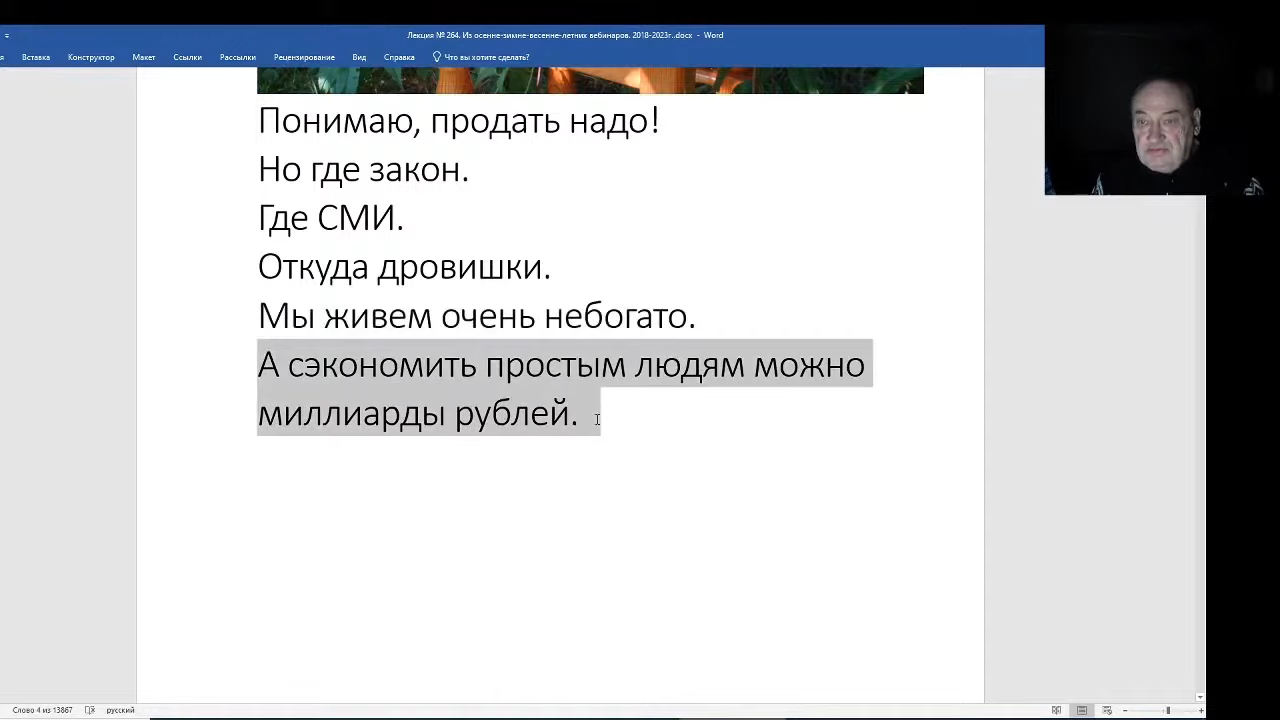 Лекция № 264. Из осенне-зимне-весенне-летних вебинаров. 2018-2023г..docx - Word
Вставка Конструктор Макет Ссылки Рассылки Рецензирование Вид Справка Что вы хотите сделать?
Понимаю, продать надо!
Но где закон.
Где СМИ.
Откуда дровишки.
Мы живем очень небогато.
А сэкономить простым людям можно
миллиарды рублей.
Слово 4 из 13867 русский